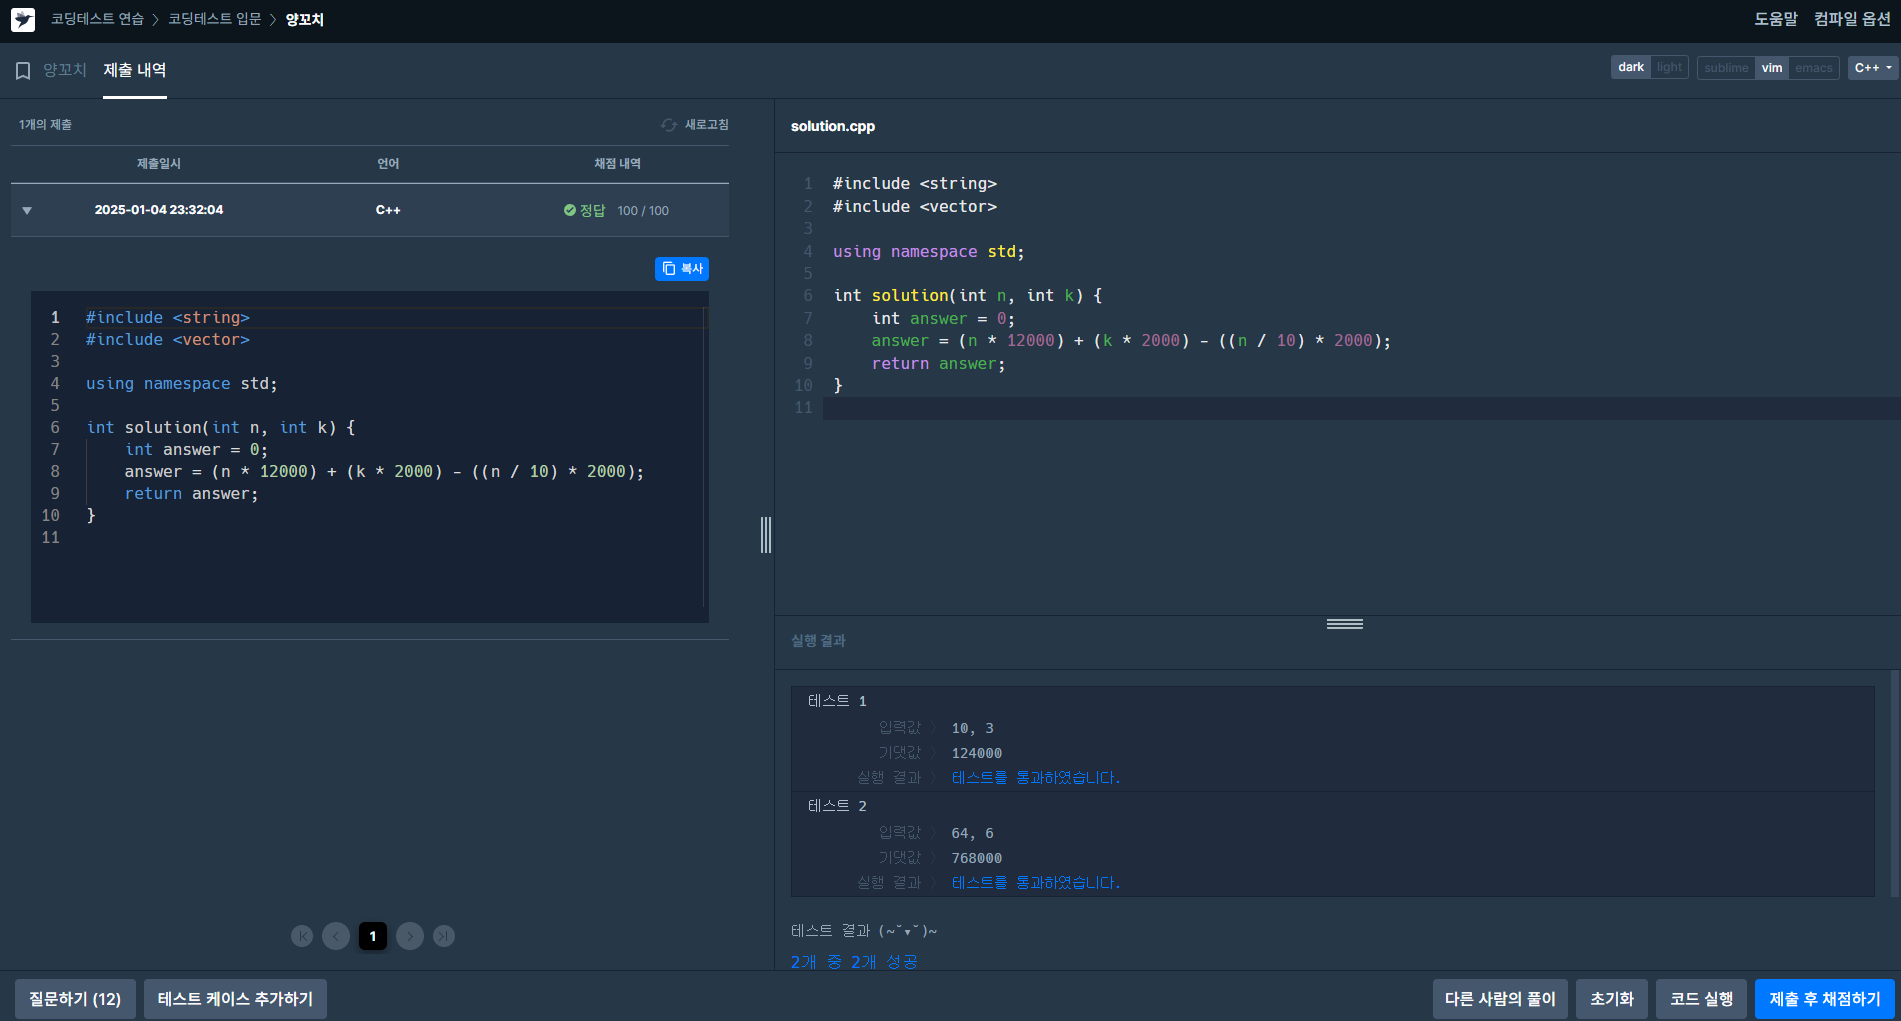 코딩테스트 연습 > 코딩테스트 입문 > 양꼬치
도움말 컴파일 옵션
양꼬치 제출 내역
dark light sublime vim emacs C++
1개의 제출 새로고침
제출일시 언어 채점 내역
2025-01-04 23:32:04 C++ 정답 100 / 100
복사
1 #include <string>
2 #include <vector>
3
4 using namespace std;
5
6 int solution(int n, int k) {
7     int answer = 0;
8     answer = (n * 12000) + (k * 2000) - ((n / 10) * 2000);
9     return answer;
10 }
11
1
solution.cpp
1 #include <string>
2 #include <vector>
3
4 using namespace std;
5
6 int solution(int n, int k) {
7     int answer = 0;
8     answer = (n * 12000) + (k * 2000) - ((n / 10) * 2000);
9     return answer;
10 }
11
실행 결과
테스트 1
입력값 > 10, 3
기댓값 > 124000
실행 결과 > 테스트를 통과하였습니다.
테스트 2
입력값 > 64, 6
기댓값 > 768000
실행 결과 > 테스트를 통과하였습니다.
테스트 결과 (~˘▾˘)~
2개 중 2개 성공
질문하기 (12) 테스트 케이스 추가하기
다른 사람의 풀이 초기화 코드 실행 제출 후 채점하기